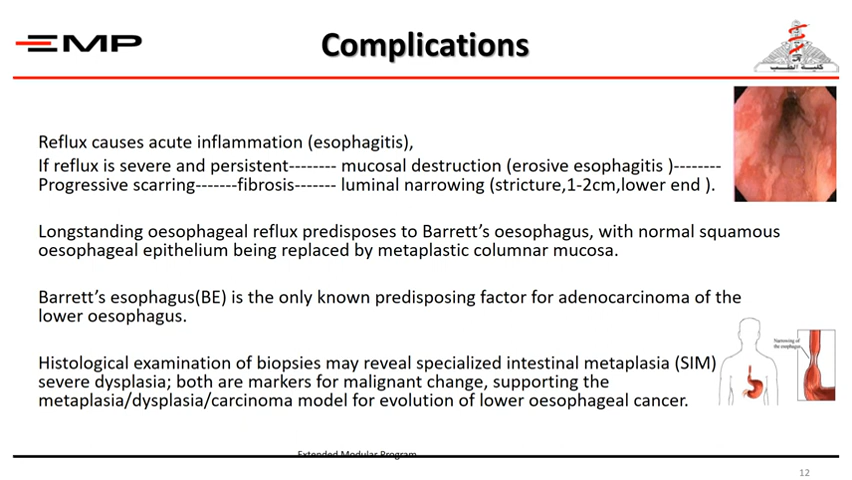 EMP
Complications
كلية الطب
Reflux causes acute inflammation (esophagitis),
If reflux is severe and persistent-------- mucosal destruction (erosive esophagitis )--------
Progressive scarring-------fibrosis------- luminal narrowing (stricture,1-2cm,lower end ).
Longstanding oesophageal reflux predisposes to Barrett’s oesophagus, with normal squamous
oesophageal epithelium being replaced by metaplastic columnar mucosa.
Barrett’s esophagus(BE) is the only known predisposing factor for adenocarcinoma of the
lower oesophagus.
Histological examination of biopsies may reveal specialized intestinal metaplasia (SIM)
severe dysplasia; both are markers for malignant change, supporting the
metaplasia/dysplasia/carcinoma model for evolution of lower oesophageal cancer.
Narrowing of
the esophagus
Extended Modular Program
12